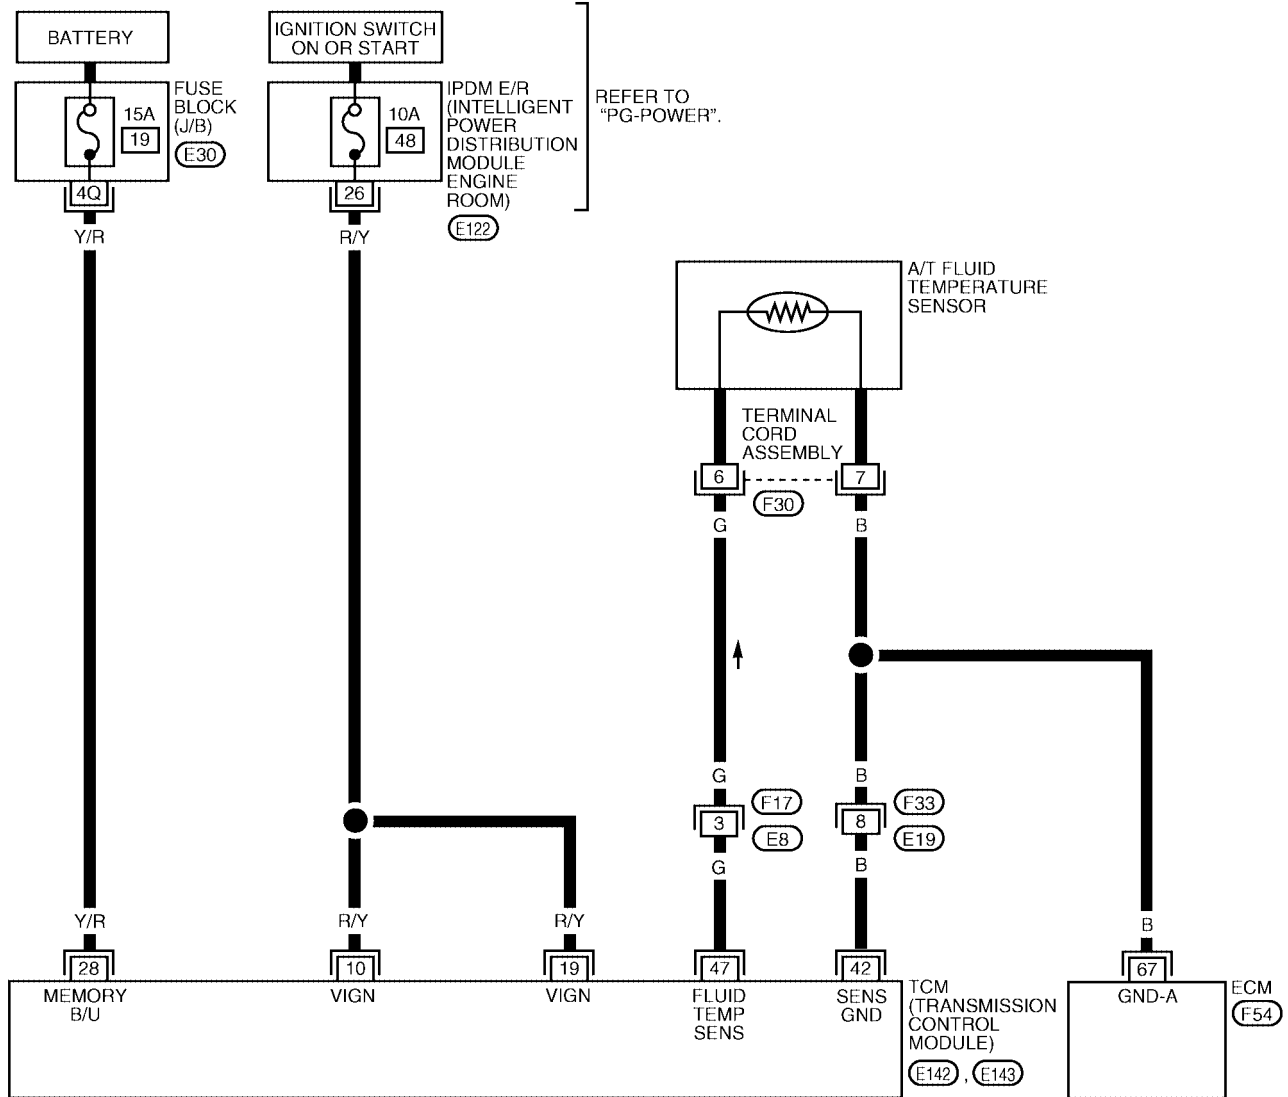 BATTERY
IGNITION SWITCH
ON OR START
FUSE
BLOCK
(J/B)
E30
15A
19
4Q
Y/R
10A
48
26
R/Y
IPDM E/R
(INTELLIGENT
POWER
DISTRIBUTION
MODULE
ENGINE
ROOM)
E122
REFER TO
“PG-POWER”.
A/T FLUID
TEMPERATURE
SENSOR
TERMINAL
CORD
ASSEMBLY
6
7
F30
G
B
G
B
F17
F33
3
8
E8
E19
G
B
Y/R
R/Y
R/Y
B
28
10
19
47
42
67
MEMORY
B/U
VIGN
VIGN
FLUID
TEMP
SENS
SENS
GND
TCM
(TRANSMISSION
CONTROL
MODULE)
E142 , E143
GND-A
ECM
F54